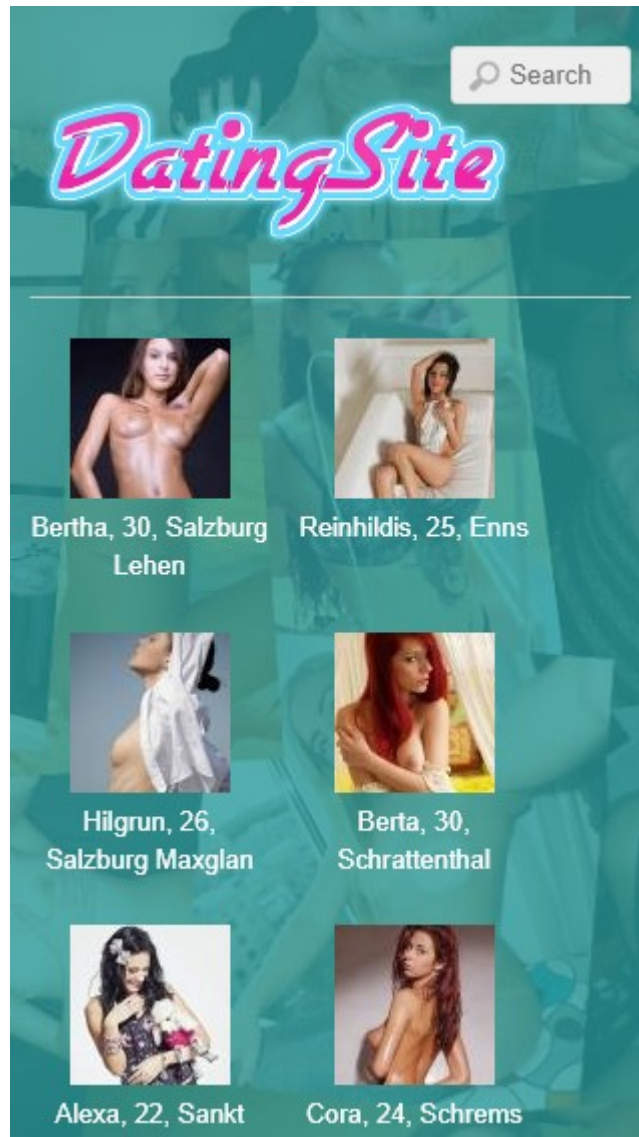 Search
DatingSite
Bertha, 30, Salzburg
Lehen
Reinhildis, 25, Enns
Hilgrun, 26,
Salzburg Maxglan
Berta, 30,
Schrattenthal
Alexa, 22, Sankt
Cora, 24, Schrems